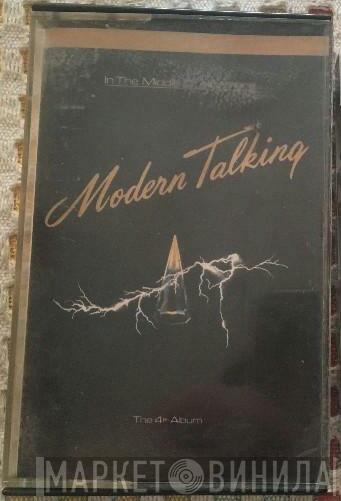 In The Middle
Modern Talking
The 4th Album
МАРКЕТ ВИНИЛА